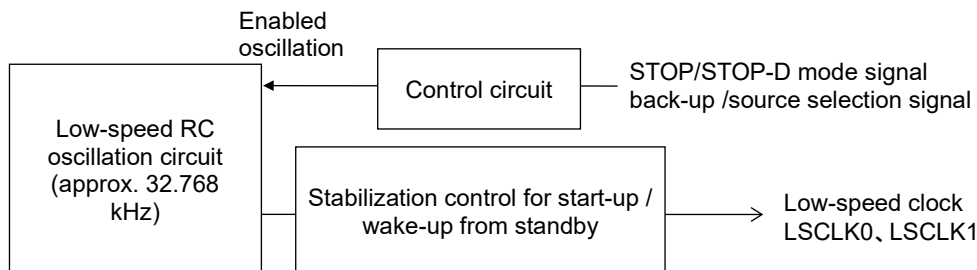 Enabled
oscillation
Control circuit
STOP/STOP-D mode signal
back-up /source selection signal
Low-speed RC
oscillation circuit
(approx. 32.768
kHz)
Stabilization control for start-up /
wake-up from standby
Low-speed clock
LSCLK0、LSCLK1